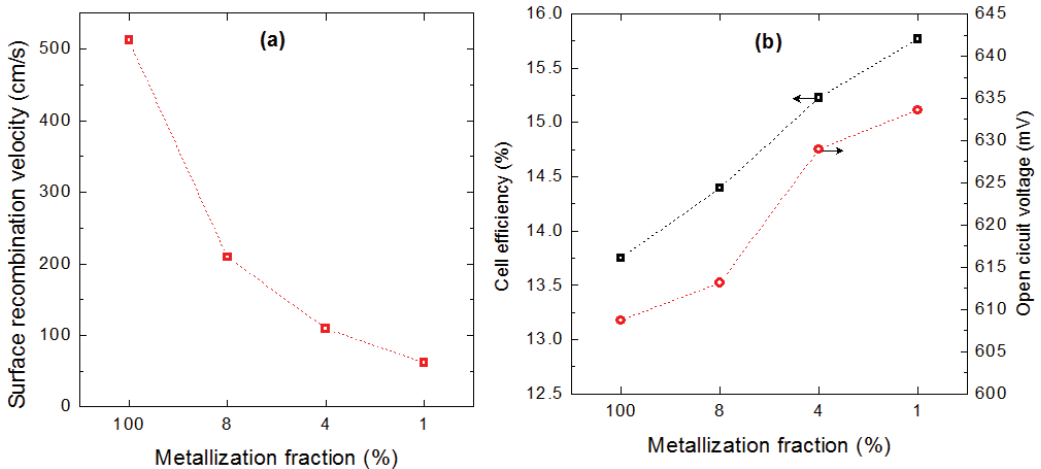 (a)
Surface recombination velocity (cm/s)
500
400
300
200
100
0
100 8 4 1
Metallization fraction (%)
(b)
Cell efficiency (%)
16.0
15.5
15.0
14.5
14.0
13.5
13.0
12.5
645
640
635
630
625
620
615
610
605
600
Open cicuit voltage (mV)
100 8 4 1
Metallization fraction (%)